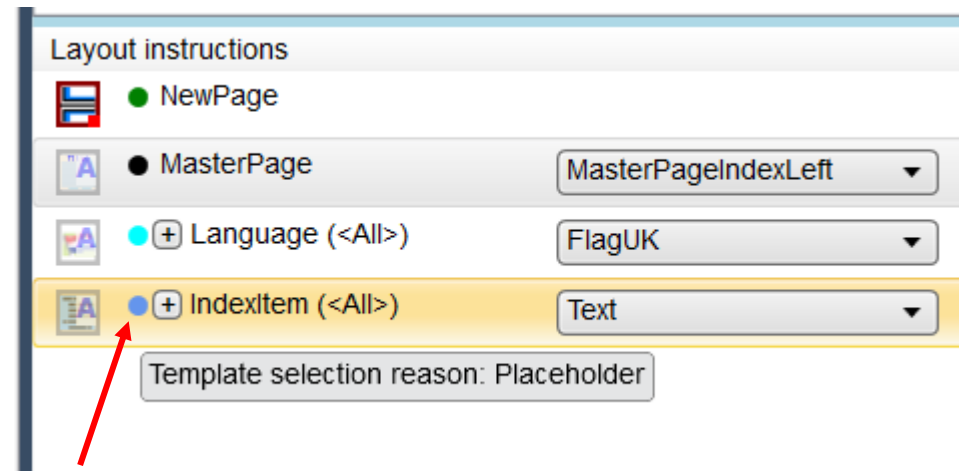 Layout instructions
NewPage
MasterPage MasterPageIndexLeft
+ Language (<All>) FlagUK
+ IndexItem (<All>) Text
Template selection reason: Placeholder